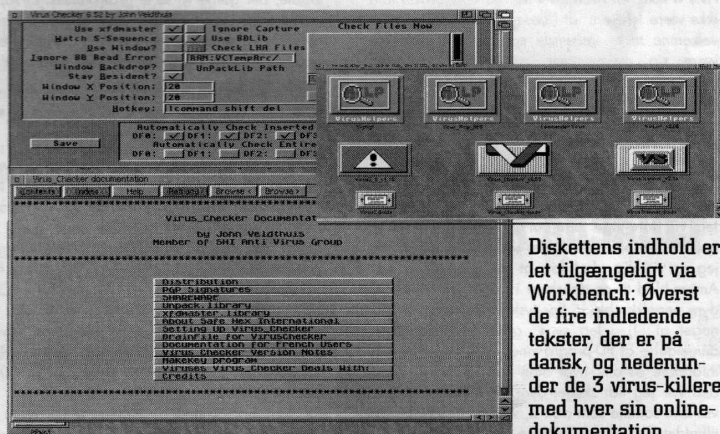 Virus Checker 6.52 by John Veldthuis
Use xfdmaster
Ignore Capture
Watch S-Sequence
Use BBLib
Use Window?
Check LHA Files
Ignore BB Read Error
RAM:VCTempArc/
Window Backdrop?
UnPackLib Path
Stay Resident?
Window X Position: 20
Window Y Position: 20
Hotkey: lcommand shift del
Check Files Now
Automatically Check Inserted
DF0: DF1: DF2: DF3
Automatically Check Entire
DF0: DF1: DF2: DF3
Save
HELP
VirusHelpers
VirusHelpers
VirusHelpers
VirusHelpers
VS
Virus_Checker documentation
Contents Index Help Retrace Browse < Browse >
Virus_Checker Documentat
by John Veldthuis
Member of SHI Anti Virus Group
Distribution
PGP Signatures
SHAREWARE
Unpack.library
xfdmaster.library
About Safe Hex International
Setting Up Virus_Checker
BrainFile for VirusChecker
Documentation for French Users
Virus Checker Version Notes
MakeKey program
Viruses Virus_Checker Deals With:
Credits
Diskettens indhold er
let tilgængeligt via
Workbench: Øverst
de fire indledende
tekster, der er på
dansk, og nedenun-
der de 3 virus-killere
med hver sin online-
dokumentation